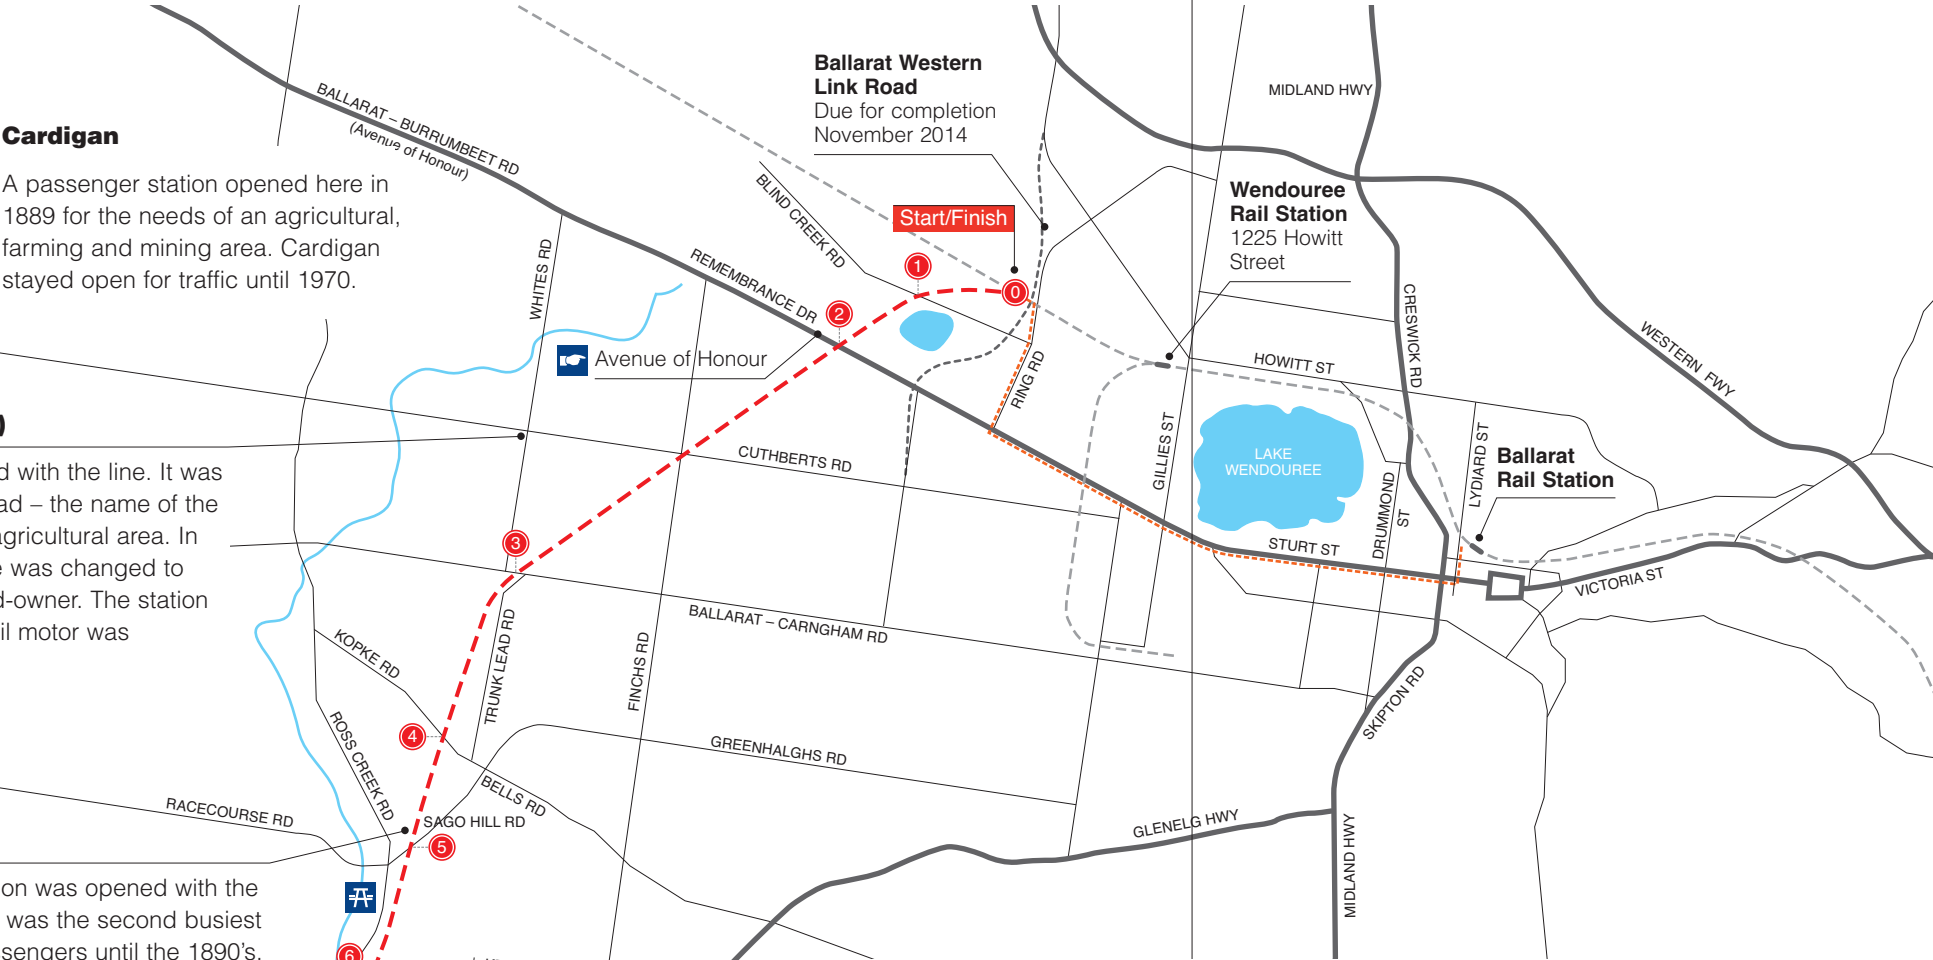 Cardigan
A passenger station opened here in
1889 for the needs of an agricultural,
farming and mining area. Cardigan
stayed open for traffic until 1970.
)
d with the line. It was
ad – the name of the
agricultural area. In
e was changed to
d-owner. The station
il motor was
on was opened with the
was the second busiest
sengers until the 1890's.
BALLARAT – BURRUMBEET RD
(Avenue of Honour)
Ballarat Western
Link Road
Due for completion
November 2014
MIDLAND HWY
BLIND CREEK RD
Start/Finish
Wendouree
Rail Station
1225 Howitt
Street
WHITES RD
REMEMBRANCE DR
1
0
2
Avenue of Honour
RING RD
CRESWICK RD
WESTERN FWY
HOWITT ST
GILLIES ST
LAKE
WENDOUREE
LYDIARD ST
Ballarat
Rail Station
CUTHBERTS RD
DRUMMOND
ST
3
STURT ST
VICTORIA ST
BALLARAT – CARNGHAM RD
KOPKE RD
TRUNK LEAD RD
FINCHS RD
SKIPTON RD
ROSS CREEK RD
4
GREENHALGHS RD
BELLS RD
RACECOURSE RD
SAGO HILL RD
5
GLENELG HWY
MIDLAND HWY
6